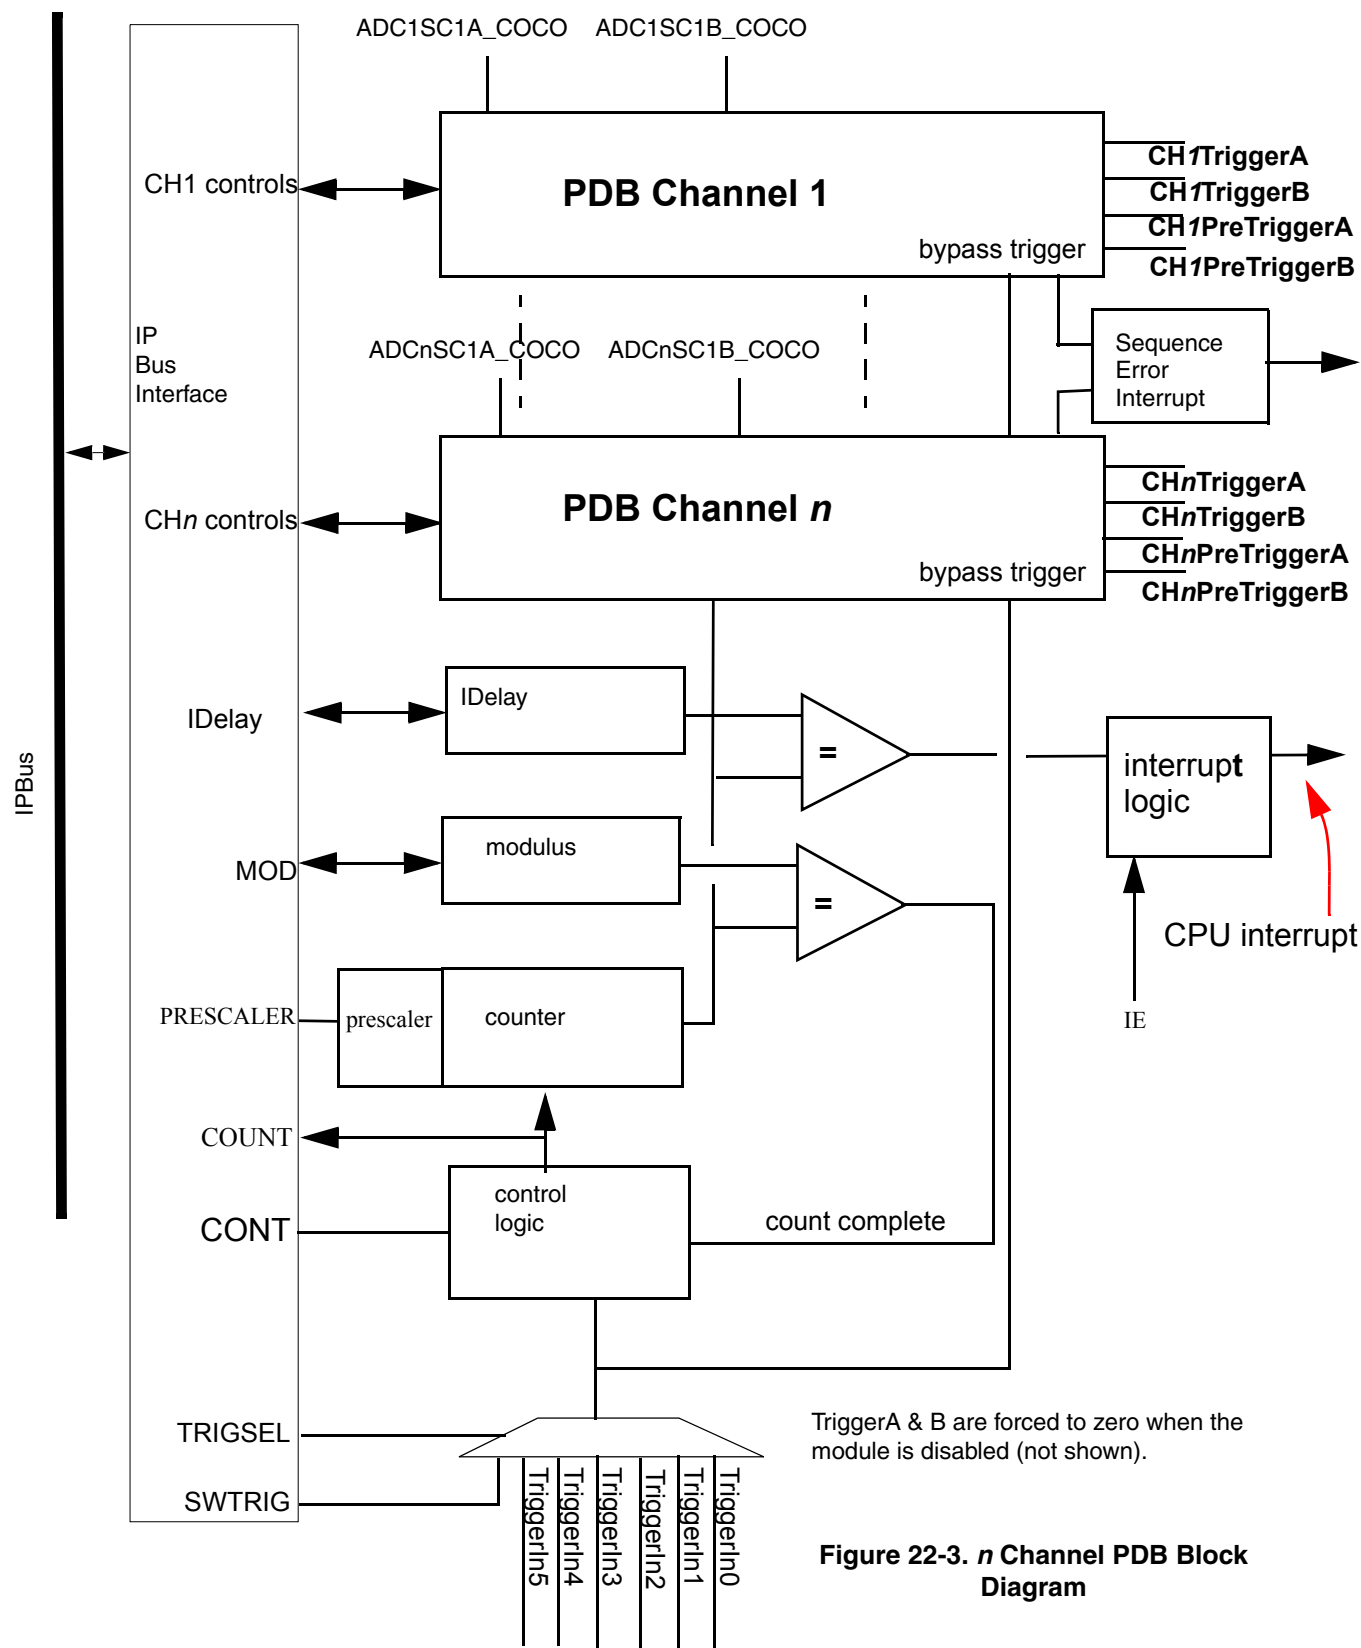 ADC1SC1A_COCO ADC1SC1B_COCO
CH1 controls
PDB Channel 1
bypass trigger
CH1TriggerA
CH1TriggerB
CH1PreTriggerA
CH1PreTriggerB
IP
Bus
Interface
ADCnSC1A_COCO ADCnSC1B_COCO
Sequence
Error
Interrupt
CHn controls
PDB Channel n
bypass trigger
CHnTriggerA
CHnTriggerB
CHnPreTriggerA
CHnPreTriggerB
IPBus
IDelay
IDelay
=
interrupt
logic
MOD
modulus
=
CPU interrupt
PRESCALER
prescaler
counter
IE
COUNT
control
logic
CONT
count complete
TRIGSEL
SWTRIG
TriggerIn5
TriggerIn4
TriggerIn3
TriggerIn2
TriggerIn1
TriggerIn0
TriggerA & B are forced to zero when the
module is disabled (not shown).
Figure 22-3. n Channel PDB Block
Diagram